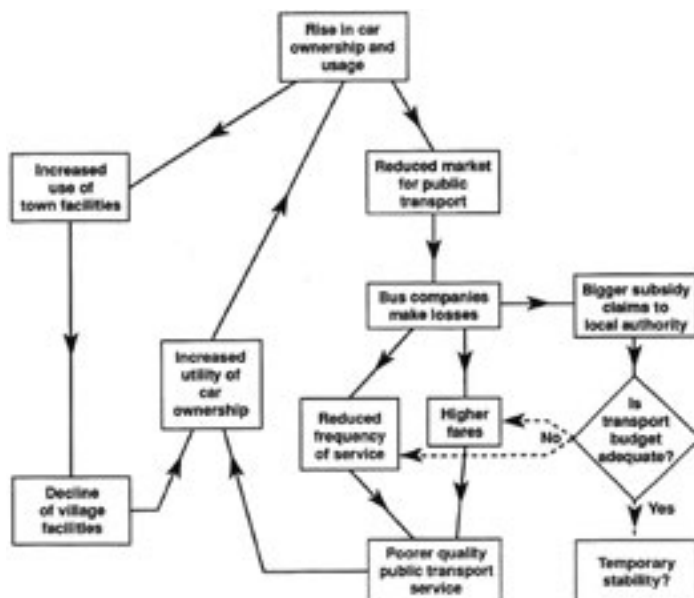 Rise in car
ownership and
usage
Increased
use of
town facilities
Reduced market
for public
transport
Bus companies
make losses
Bigger subsidy
claims to
local authority
Increased
utility of
car
ownership
Reduced
frequency
of service
Higher
fares
No
Is
transport
budget
adequate?
Yes
Decline
of village
facilities
Poorer quality
public transport
service
Temporary
stability?